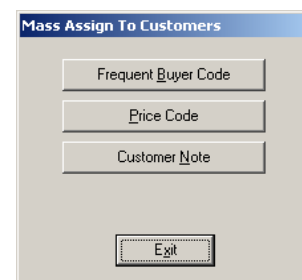 Mass Assign To Customers
Frequent Buyer Code
Price Code
Customer Note
Exit